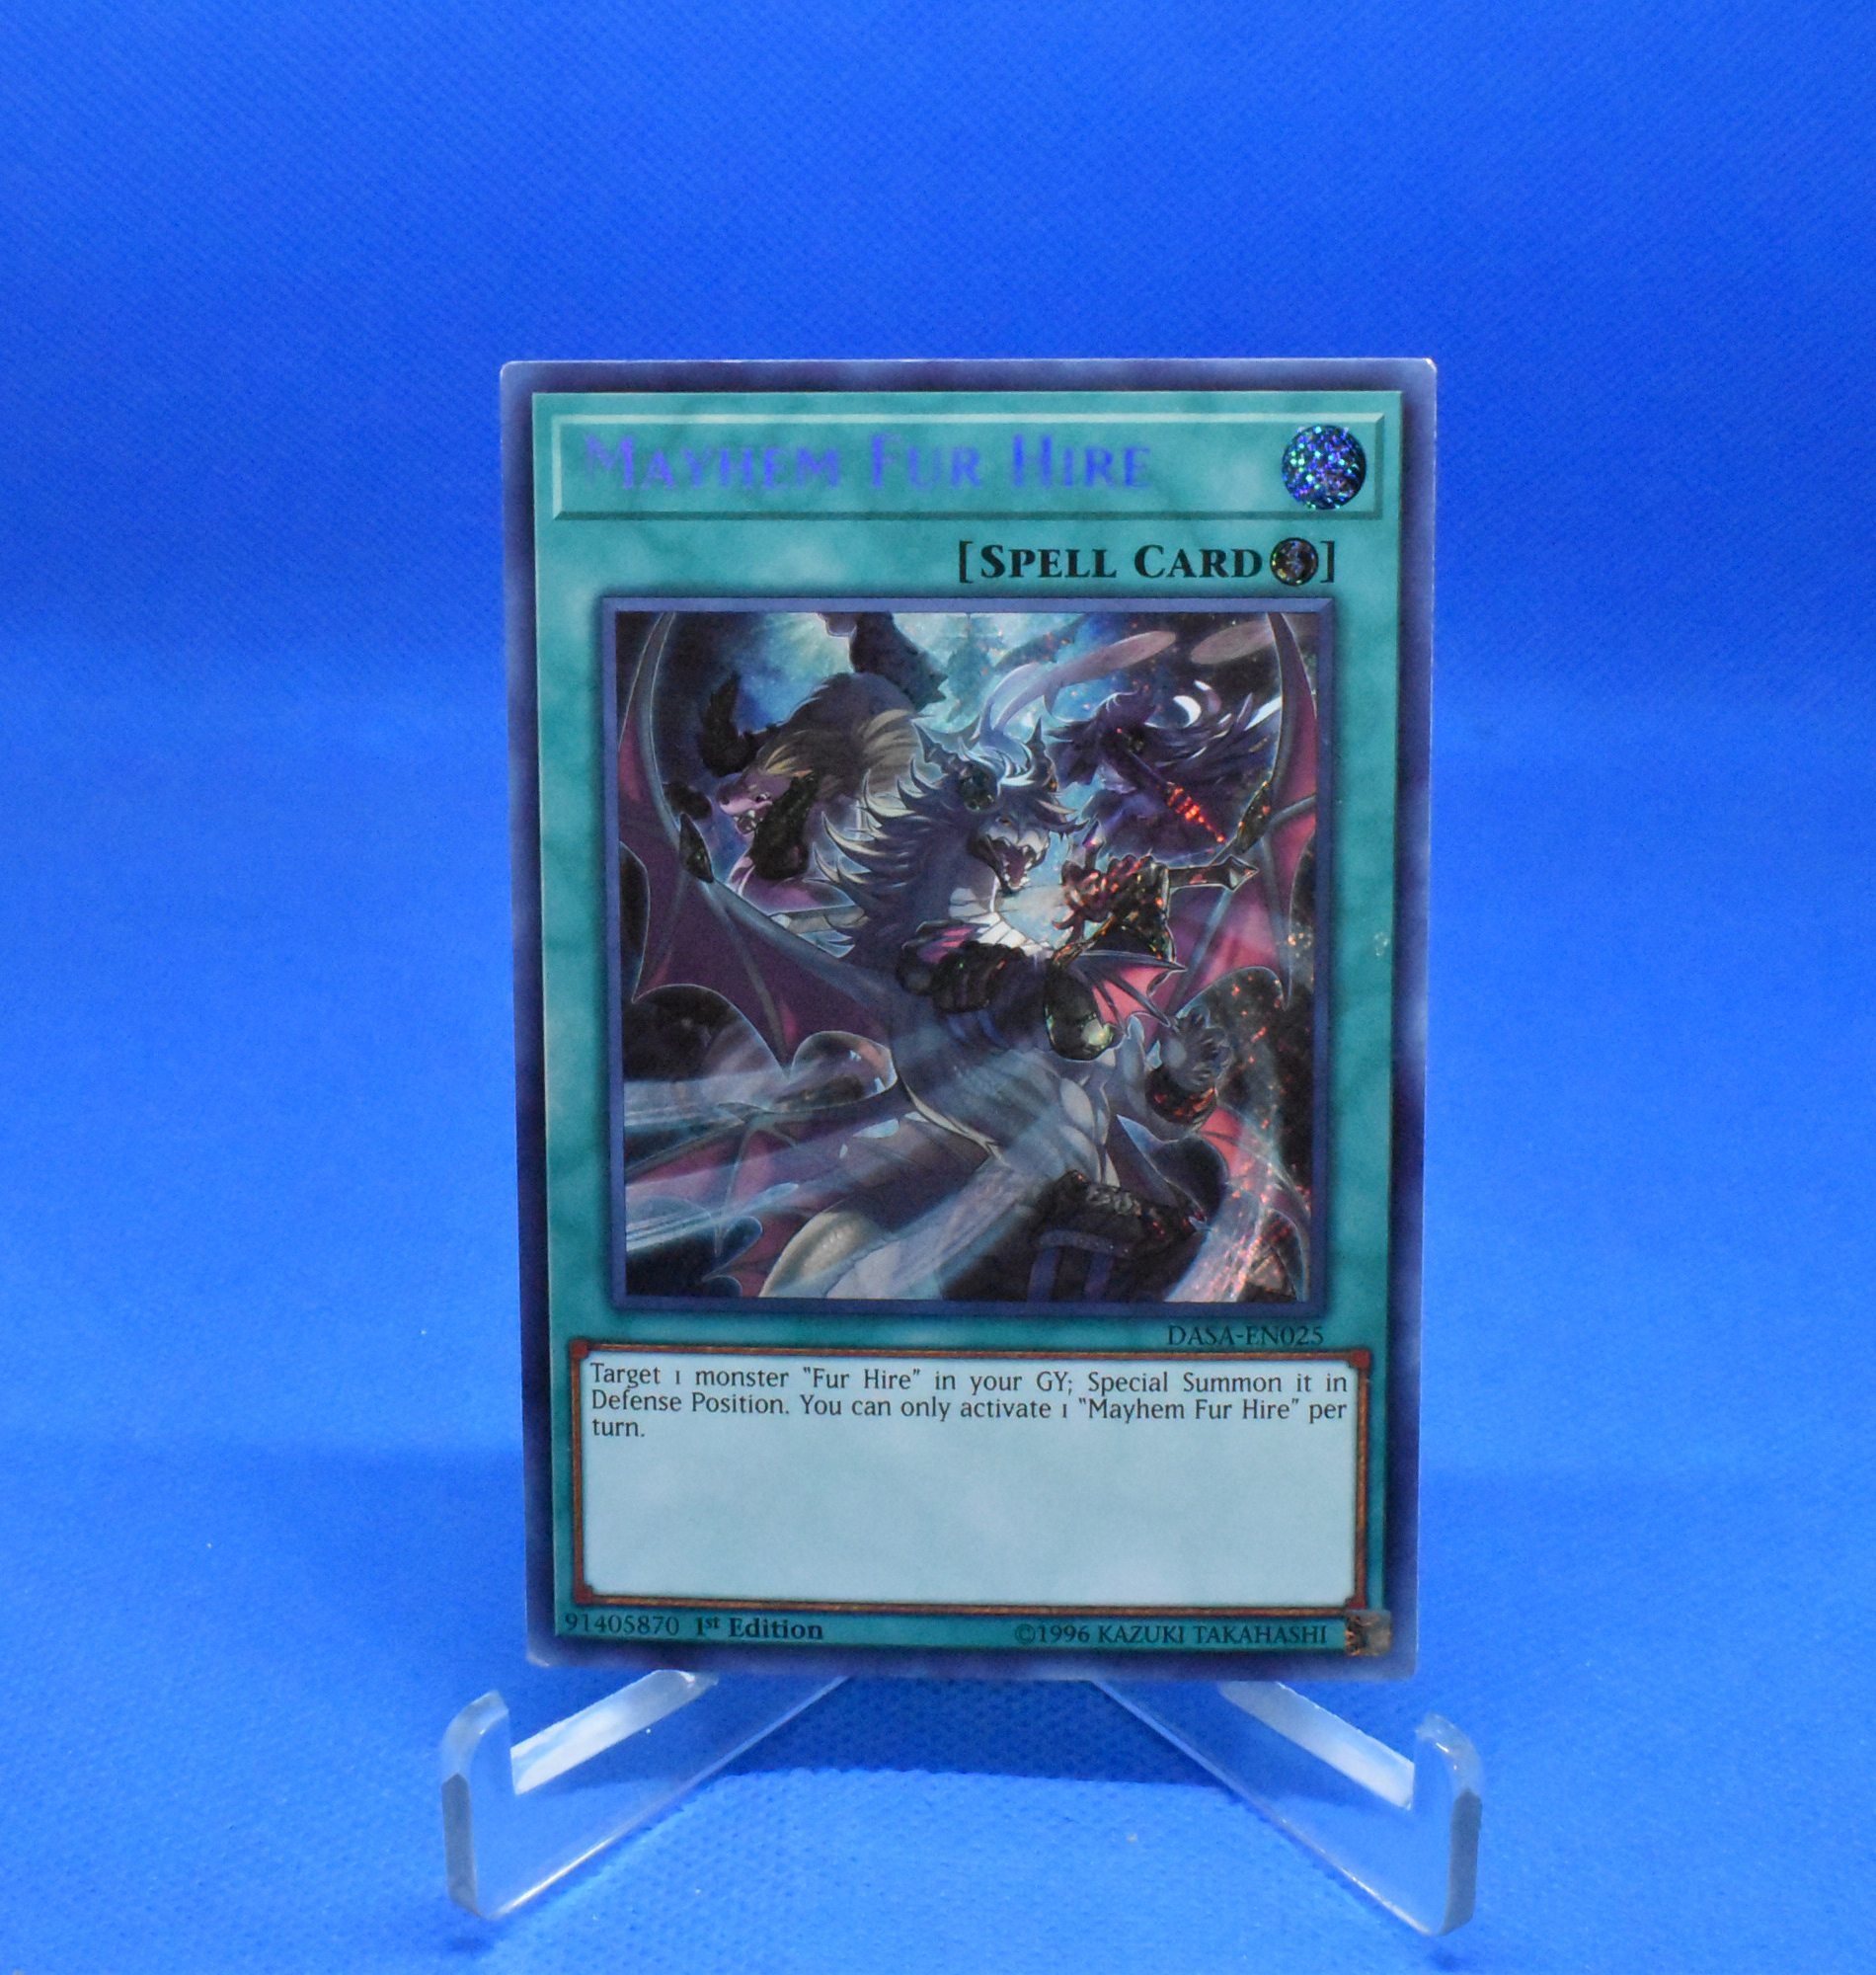 Mayhem Fur Hire
[Spell Card]
DASA-EN025
Target 1 monster "Fur Hire" in your GY; Special Summon it in
Defense Position. You can only activate 1 "Mayhem Fur Hire" per
turn.
91405870 1st Edition ©1996 KAZUKI TAKAHASHI